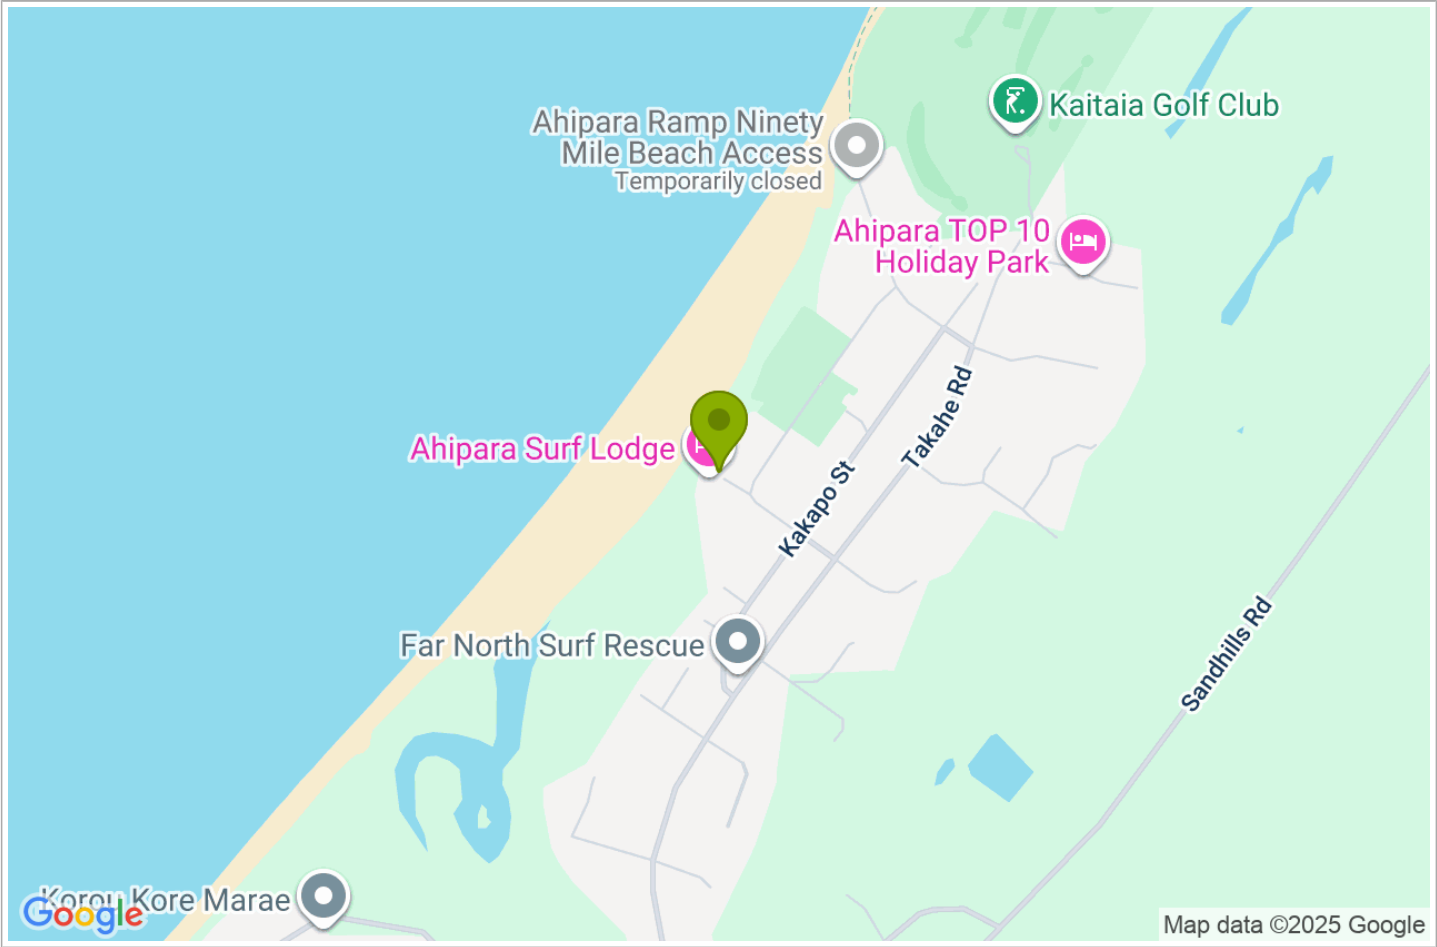 Kaitaia Golf Club
Ahipara Ramp Ninety
Mile Beach Access
Temporarily closed
Ahipara TOP 10
Holiday Park
Takahe Rd
Ahipara Surf Lodge
Kakapo St
Sandhills Rd
Far North Surf Rescue
Korou Kore Marae
Google
Map data ©2025 Google